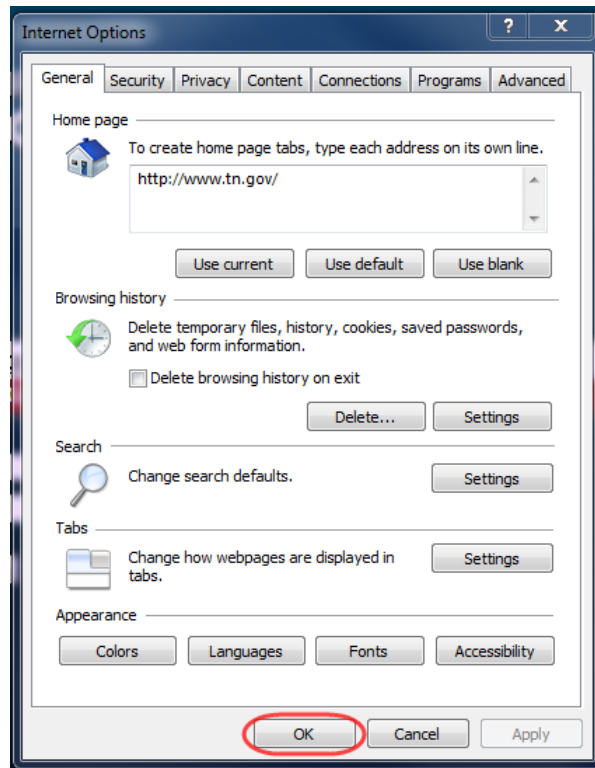 Internet Options
?
X
General Security Privacy Content Connections Programs Advanced
Home page
To create home page tabs, type each address on its own line.
http://www.tn.gov/
Use current Use default Use blank
Browsing history
Delete temporary files, history, cookies, saved passwords,
and web form information.
Delete browsing history on exit
Delete... Settings
Search
Change search defaults. Settings
Tabs
Change how webpages are displayed in Settings
tabs.
Appearance
Colors Languages Fonts Accessibility
OK Cancel Apply